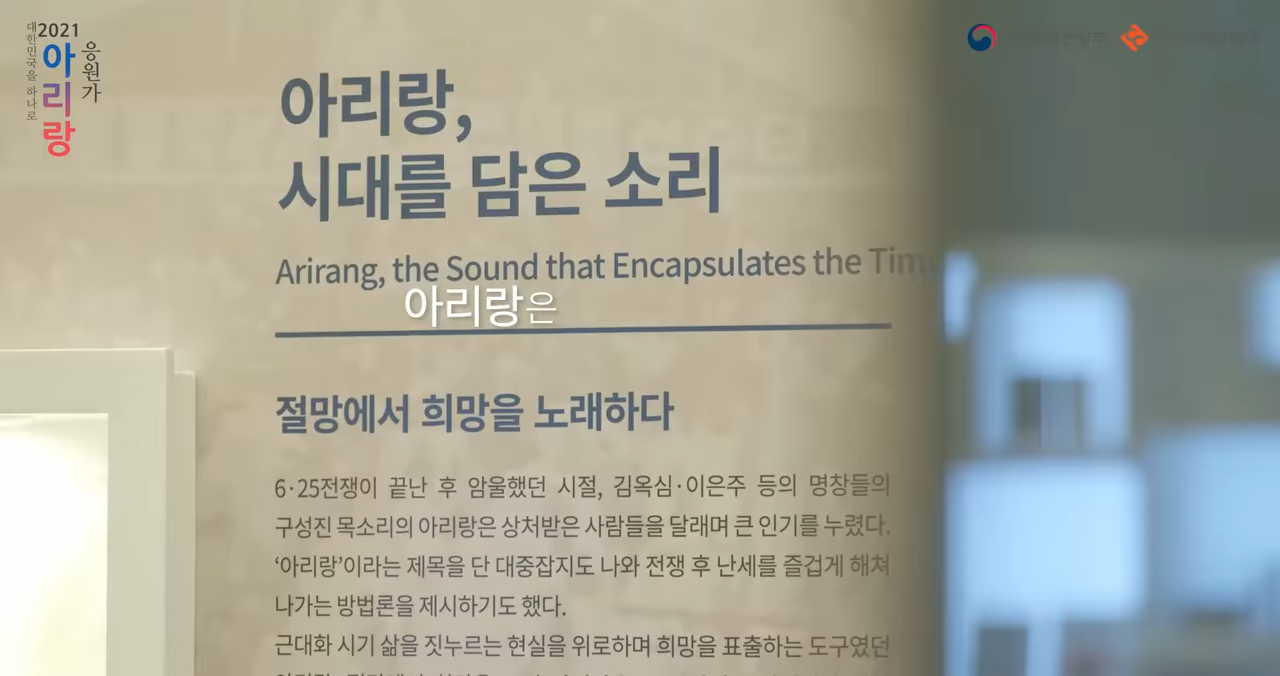 2021
대한민국을 하나로
아리랑
응원가
아리랑,
시대를 담은 소리
Arirang, the Sound that Encapsulates the
아리랑은
절망에서 희망을 노래하다
6·25전쟁이 끝난 후 암울했던 시절, 김옥심·이은주 등의 명창들의
구성진 목소리의 아리랑은 상처받은 사람들을 달래며 큰 인기를 누렸다.
‘아리랑’이라는 제목을 단 대중잡지도 나와 전쟁 후 난세를 즐겁게 해쳐
나가는 방법론을 제시하기도 했다.
근대화 시기 삶을 짓누르는 현실을 위로하며 희망을 표출하는 도구였던